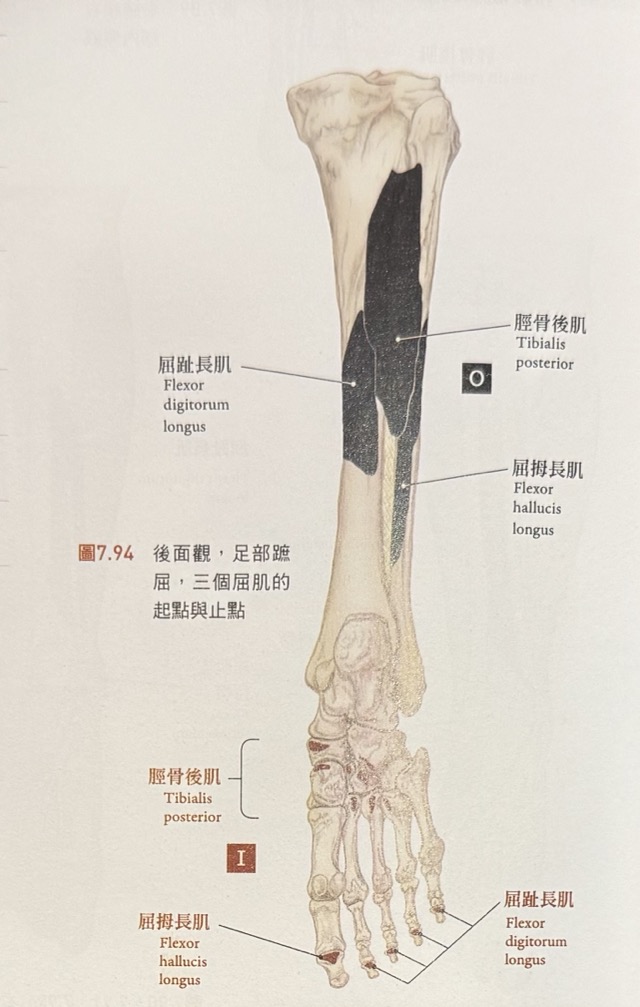 脛骨後肌
Tibialis
posterior
O
屈趾長肌
Flexor
digitorum
longus
屈拇長肌
Flexor
hallucis
longus
圖7.94 後面觀，足部蹠
屈，三個屈肌的
起點與止點
脛骨後肌
Tibialis
posterior
I
屈拇長肌
Flexor
hallucis
longus
屈趾長肌
Flexor
digitorum
longus